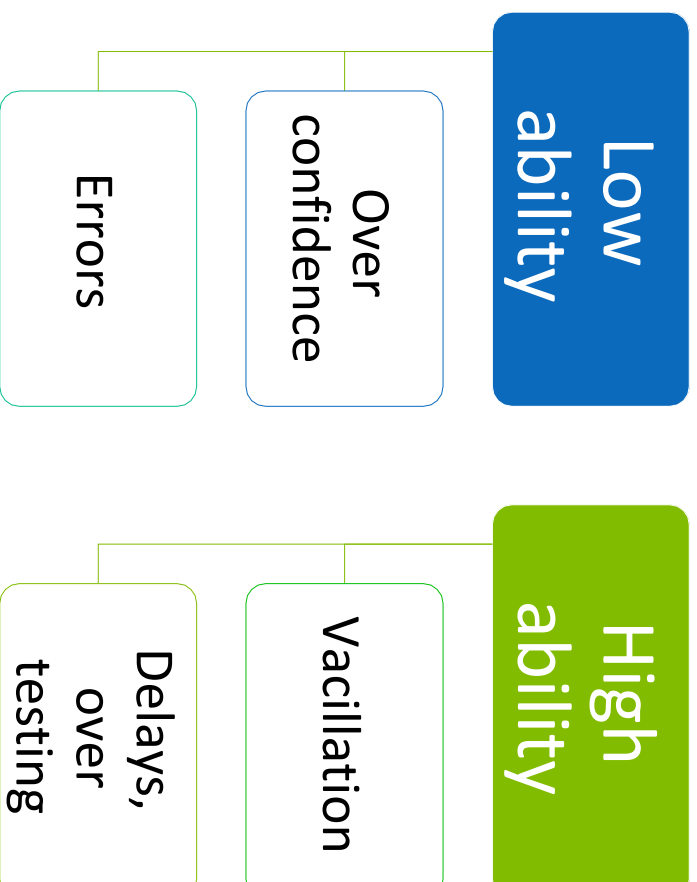 Low
ability
Over
confidence
Errors
High
ability
Vacillation
Delays,
over
testing